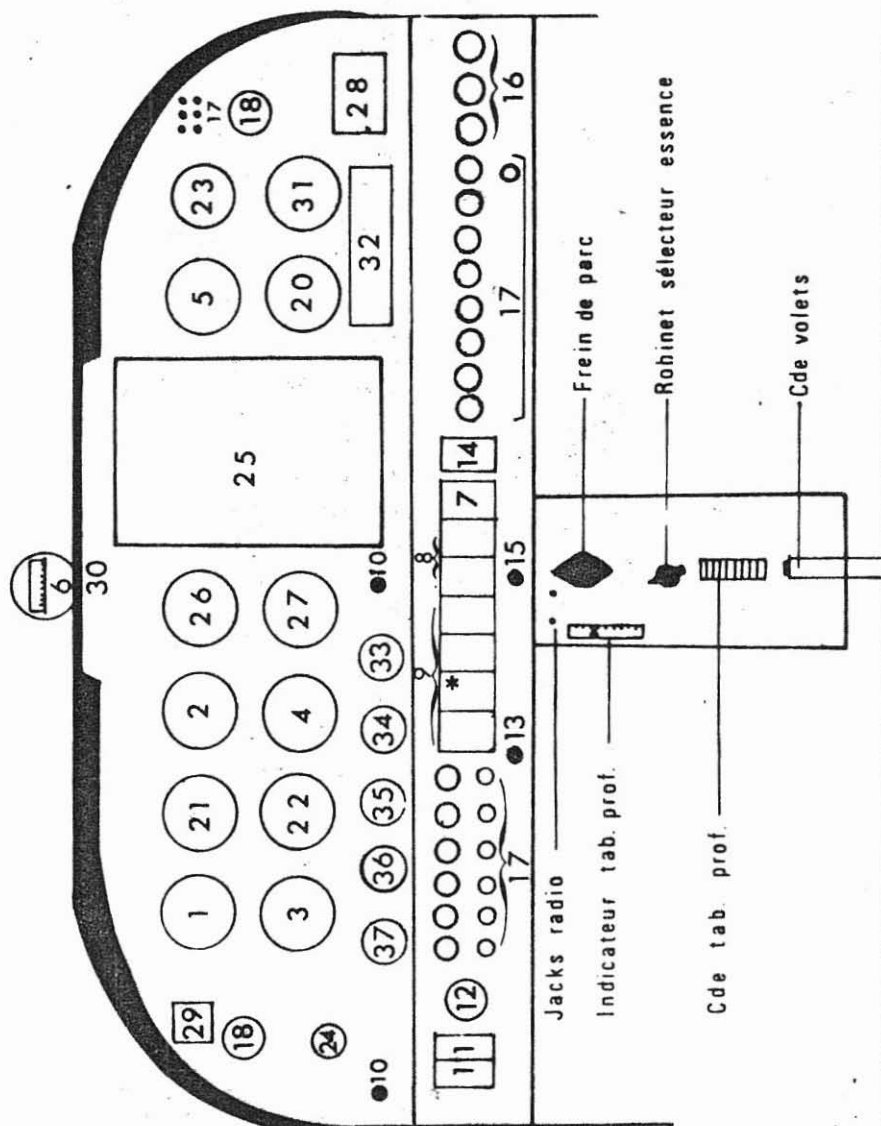 6
30
29 1 21 2 26 25 5 23 17
18 18
24 3 22 4 27 20 31 28
32
10 37 36 35 34 33 10
9 8
11 12 * 7 14
17 13 15 17 16
Jacks radio
Indicateur tab. prof.
Cde tab. prof.
Frein de parc
Robinet sélecteur essence
Cde volets